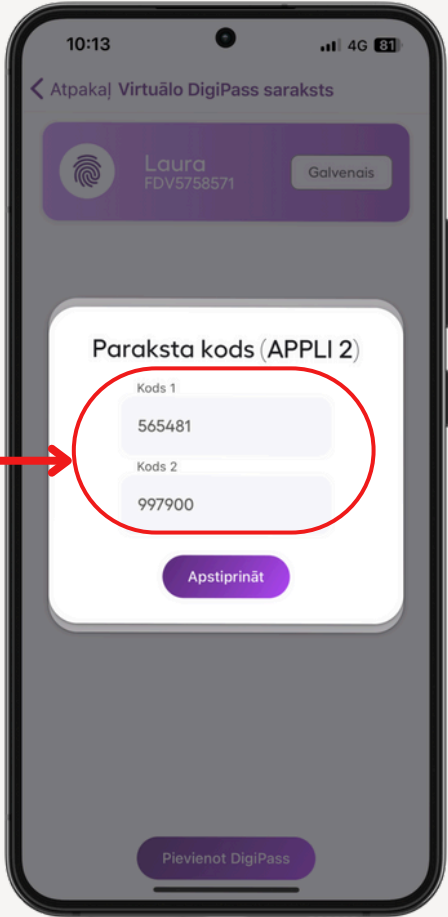 10:13
4G 81
Atpakaļ Virtuālo DigiPass saraksts
Laura
FDV5758571
Galvenais
Paraksta kods (APPLI 2)
Kods 1
565481
Kods 2
997900
Apstiprināt
Pievienot DigiPass